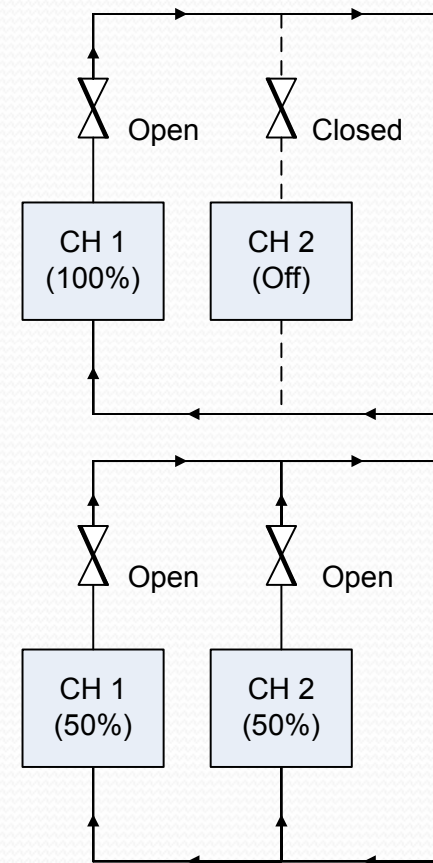 Open
Closed
CH 1
(100%)
CH 2
(Off)
Open
Open
CH 1
(50%)
CH 2
(50%)